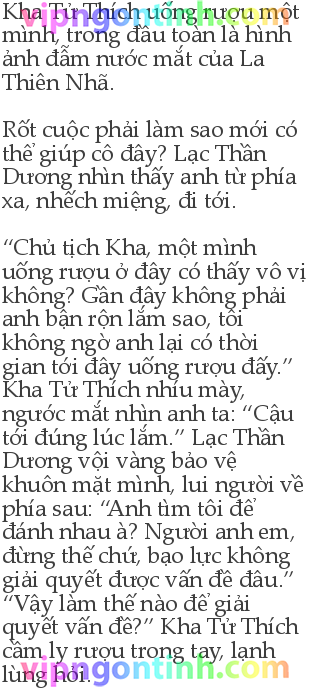 Kha Tử Thích uống rượu một
mình, trong đầu toàn là hình
ảnh đẫm nước mắt của La
Thiên Nhã.
Rốt cuộc phải làm sao mới có
thể giúp cô đây? Lạc Thần
Dương nhìn thấy anh từ phía
xa, nhếch miệng, đi tới.
“Chủ tịch Kha, một mình
uống rượu ở đây có thấy vô vị
không? Gần đây không phải
anh bận rộn lắm sao, tôi
không ngờ anh lại có thời
gian tới đây uống rượu đấy.”
Kha Tử Thích nhíu mày,
ngước mắt nhìn anh ta: “Cậu
tới đúng lúc lắm.” Lạc Thần
Dương vội vàng bảo vệ
khuôn mặt mình, lui người về
phía sau: “Anh tìm tôi để
đánh nhau à? Người anh em,
đừng thế chứ, bạo lực không
giải quyết được vấn đề đâu.”
“Vậy làm thế nào để giải
quyết vấn đề?” Kha Tử Thích
cầm ly rượu trong tay, lạnh
lùng hỏi.
vipngontinh.com
vipngontinh.com